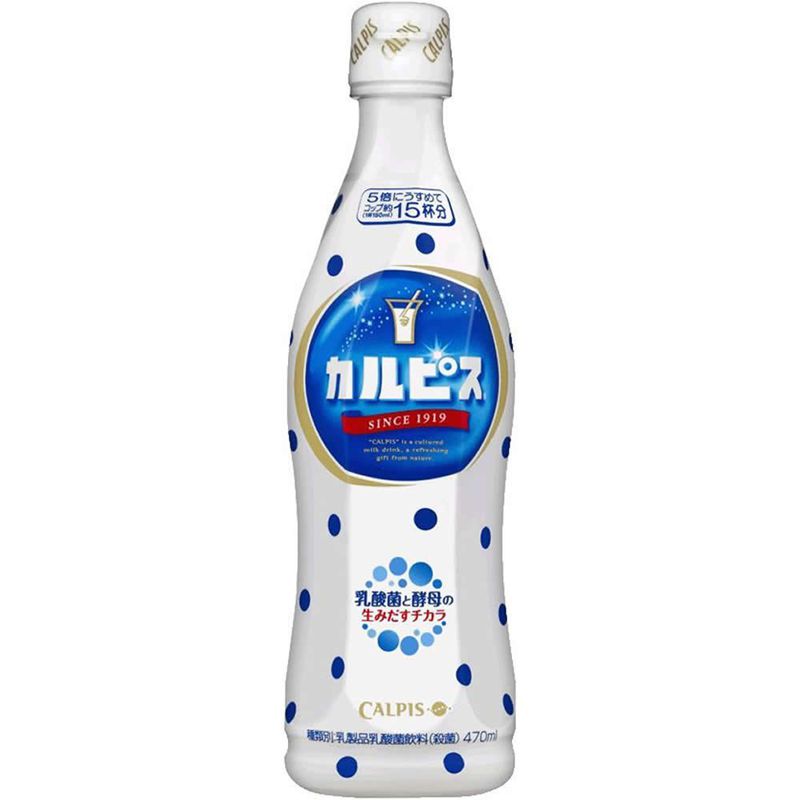 CALPIS CALPIS CALPIS
5倍にうすめて
コップ約15杯分
(1杯150ml)
カルピス
SINCE 1919
"CALPIS" is a cultured
milk drink, a refreshing
gift from nature.
乳酸菌と酵母の
生みだすチカラ
CALPIS
種類別:乳製品乳酸菌飲料(殺菌) 470ml